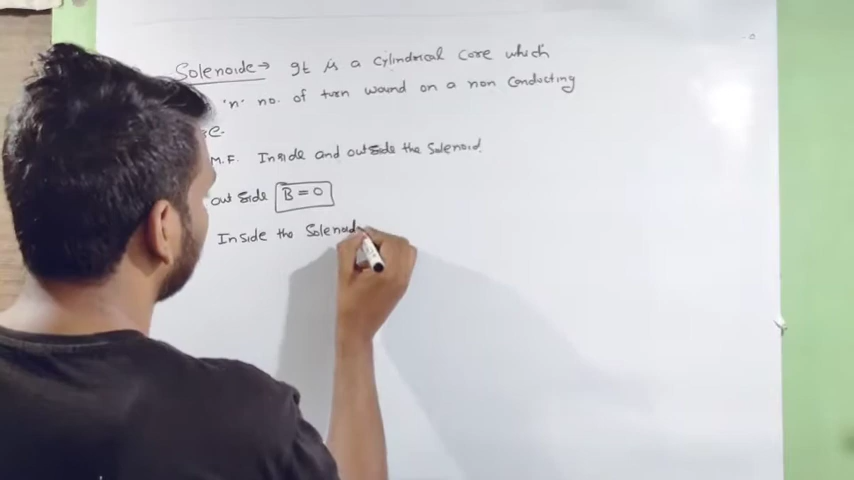 Solenoide → It is a cylindrical core which
'n' no. of turn wound on a non conducting
M.F. Inside and outside the Solenoid.
out side B = 0
Inside the Solenoid